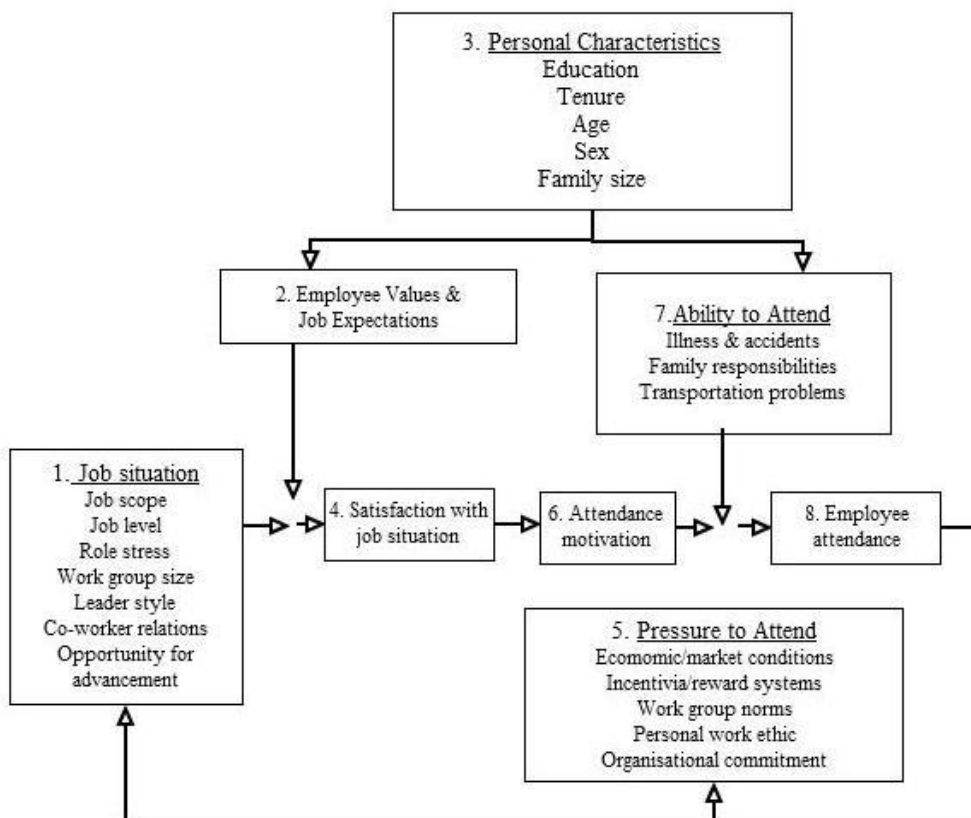 3. Personal Characteristics
Education
Tenure
Age
Sex
Family size
2. Employee Values &
Job Expectations
7.Ability to Attend
Illness & accidents
Family responsibilities
Transportation problems
1. Job situation
Job scope
Job level
Role stress
Work group size
Leader style
Co-worker relations
Opportunity for
advancement
4. Satisfaction with
job situation
6. Attendance
motivation
8. Employee
attendance
5. Pressure to Attend
Ecomomic/market conditions
Incentivia/reward systems
Work group norms
Personal work ethic
Organisational commitment